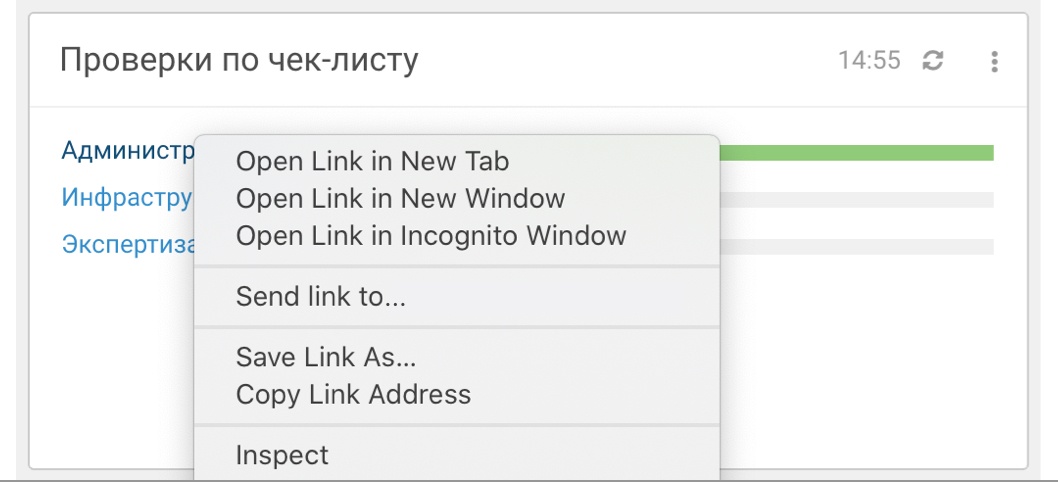 Проверки по чек-листу 14:55
Администр
Инфрастру
Экспертиза
Open Link in New Tab
Open Link in New Window
Open Link in Incognito Window
Send link to...
Save Link As...
Copy Link Address
Inspect